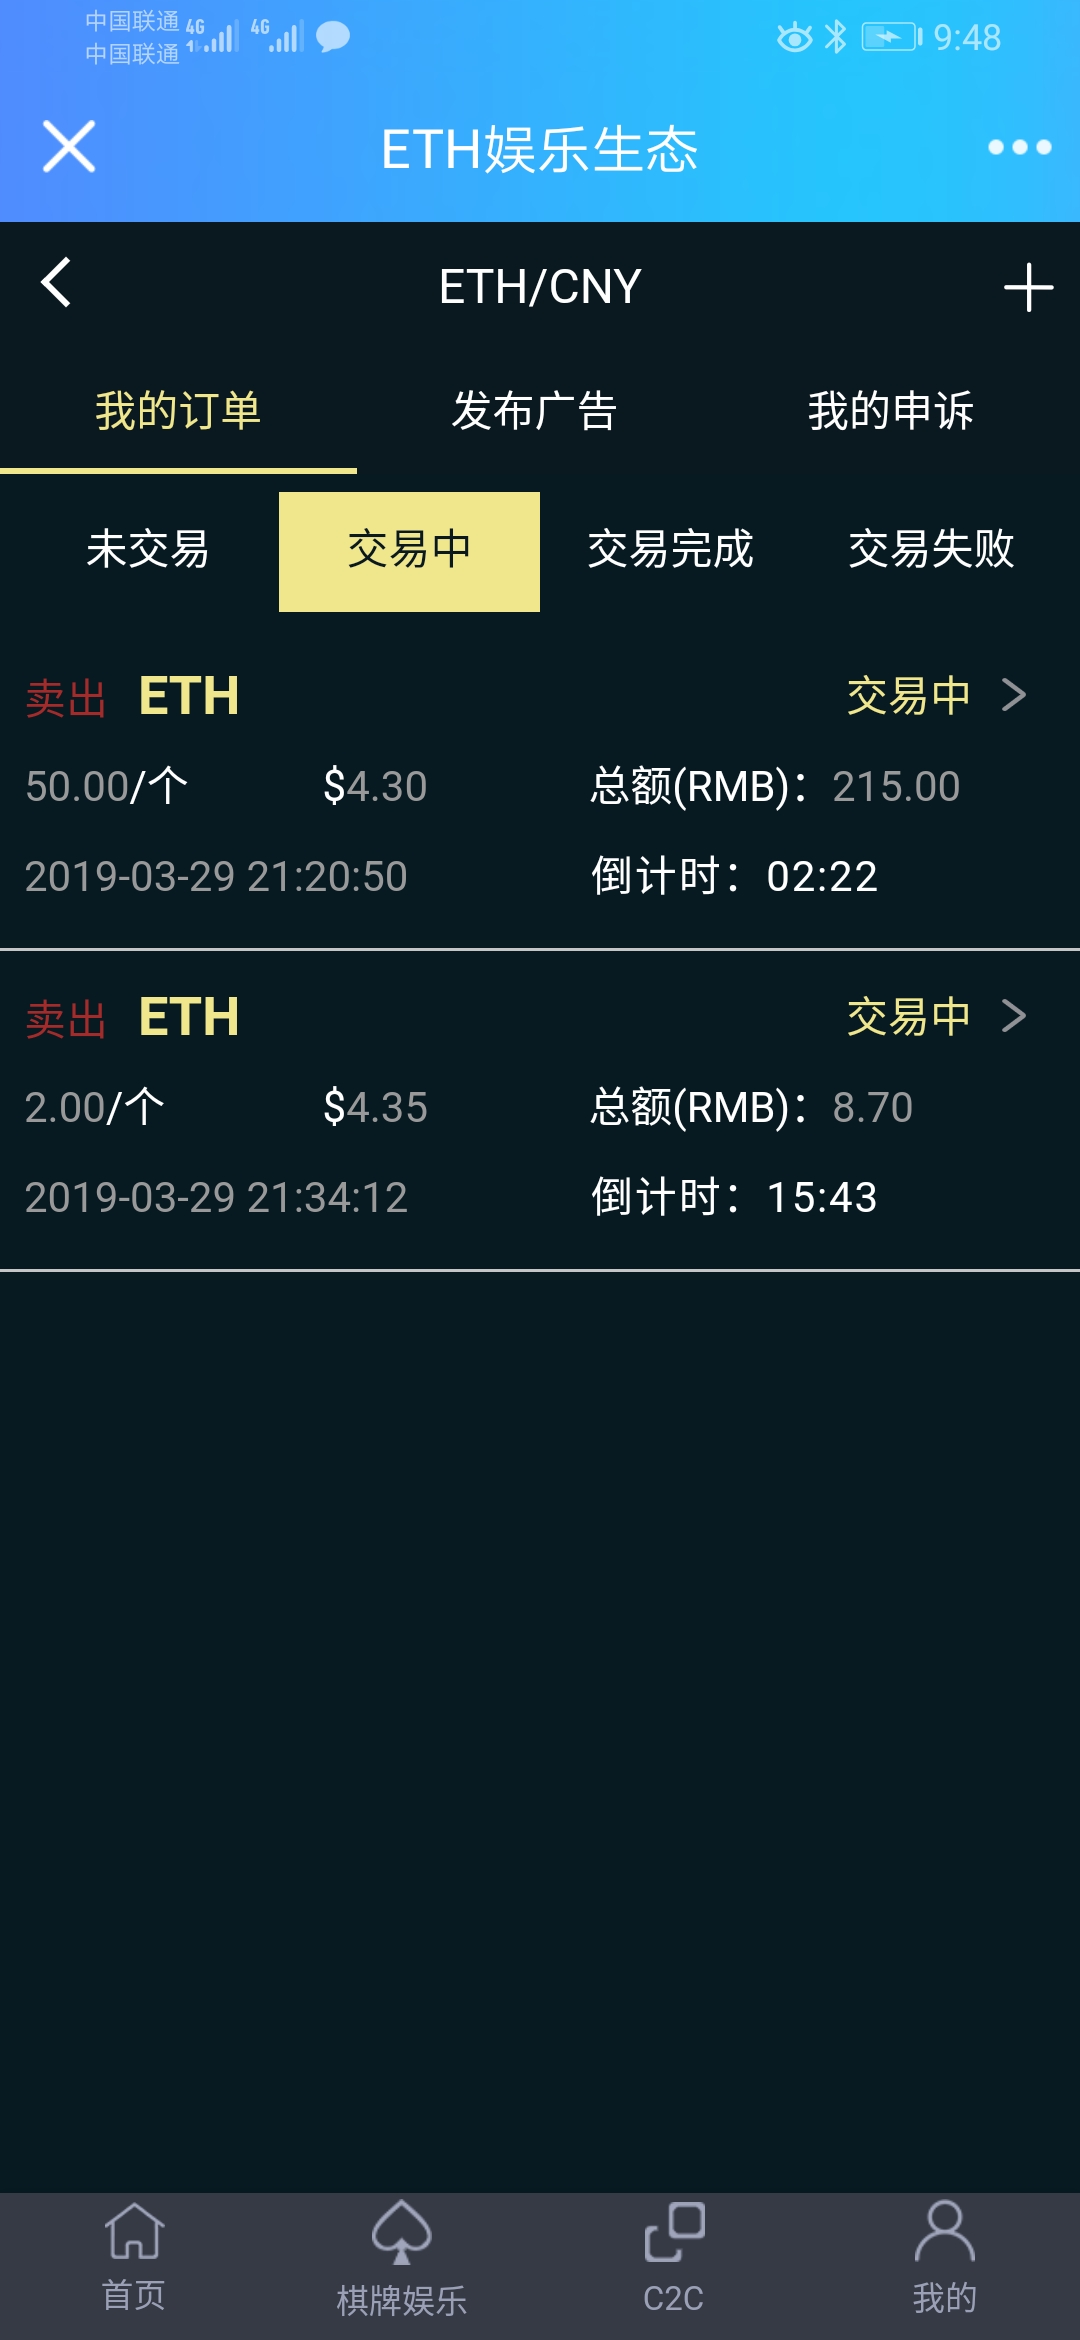 中国联通 4G 4G 9:48
中国联通 1
ETH娱乐生态
ETH/CNY
我的订单 发布广告 我的申诉
未交易 交易中 交易完成 交易失败
卖出 ETH 交易中
50.00/个 $4.30 总额(RMB)：215.00
2019-03-29 21:20:50 倒计时：02:22
卖出 ETH 交易中
2.00/个 $4.35 总额(RMB)：8.70
2019-03-29 21:34:12 倒计时：15:43
首页 棋牌娱乐 C2C 我的